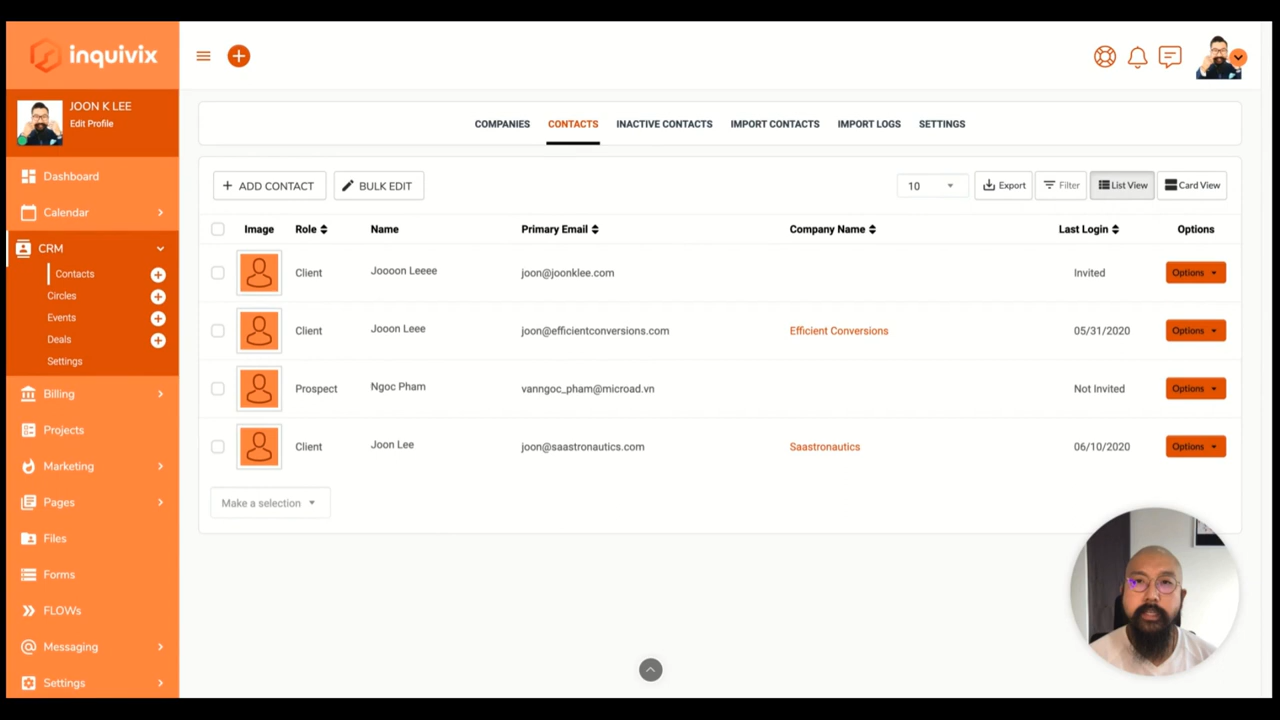 inquivix
JOON K LEE
Edit Profile
Dashboard
Calendar
CRM
Contacts
Circles
Events
Deals
Settings
Billing
Projects
Marketing
Pages
Files
Forms
FLOWs
Messaging
Settings
COMPANIES CONTACTS INACTIVE CONTACTS IMPORT CONTACTS IMPORT LOGS SETTINGS
+ ADD CONTACT BULK EDIT 10 Export Filter List View Card View
Image Role Name Primary Email Company Name Last Login Options
Client Joooon Leeee joon@joonklee.com Invited Options
Client Jooon Leee joon@efficientconversions.com Efficient Conversions 05/31/2020 Options
Prospect Ngoc Pham vanngoc_pham@microad.vn Not Invited Options
Client Joon Lee joon@saastronautics.com Saastronautics 06/10/2020 Options
Make a selection